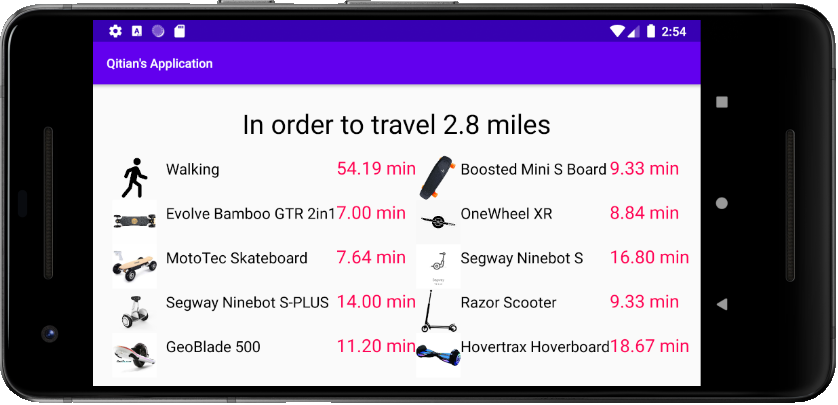 2:54
Qitian's Application
In order to travel 2.8 miles
Walking 54.19 min Boosted Mini S Board 9.33 min
Evolve Bamboo GTR 2in1 7.00 min OneWheel XR 8.84 min
MotoTec Skateboard 7.64 min Segway Ninebot S 16.80 min
Segway Ninebot S-PLUS 14.00 min Razor Scooter 9.33 min
GeoBlade 500 11.20 min Hovertrax Hoverboard 18.67 min